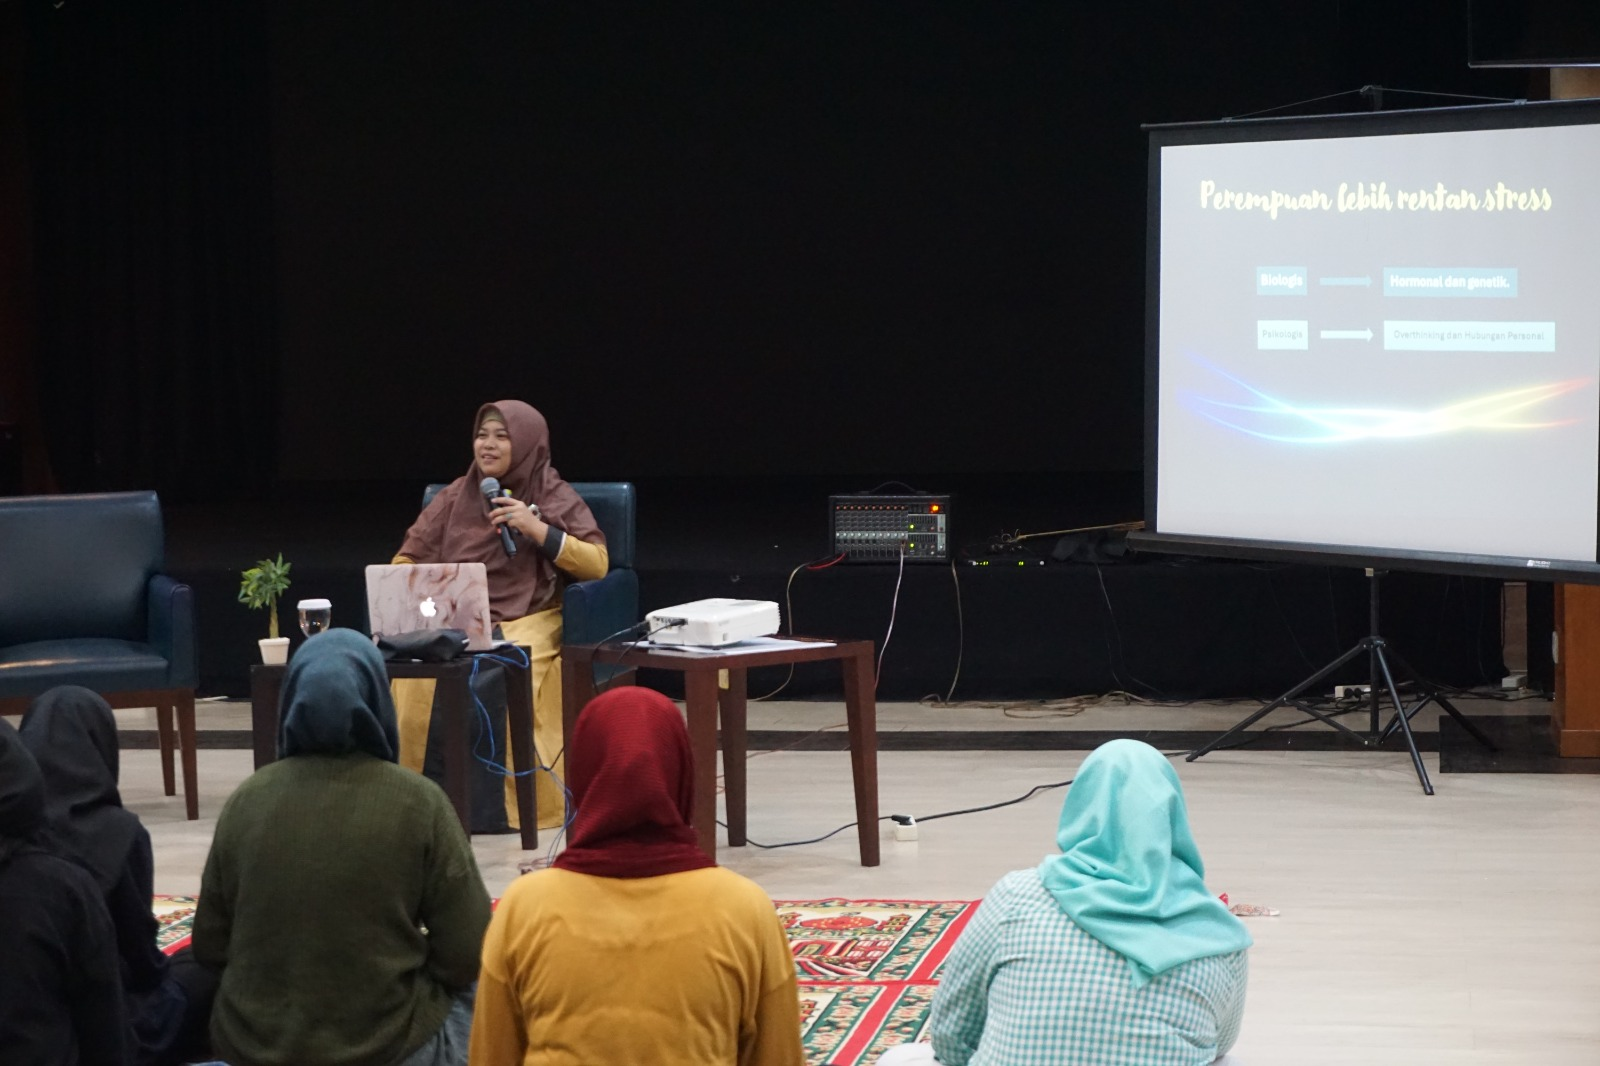 Perempuan lebih rentan stress
Biologis
Hormonal dan genetik.
Psikologis
Overthinking dan Hubungan Personal